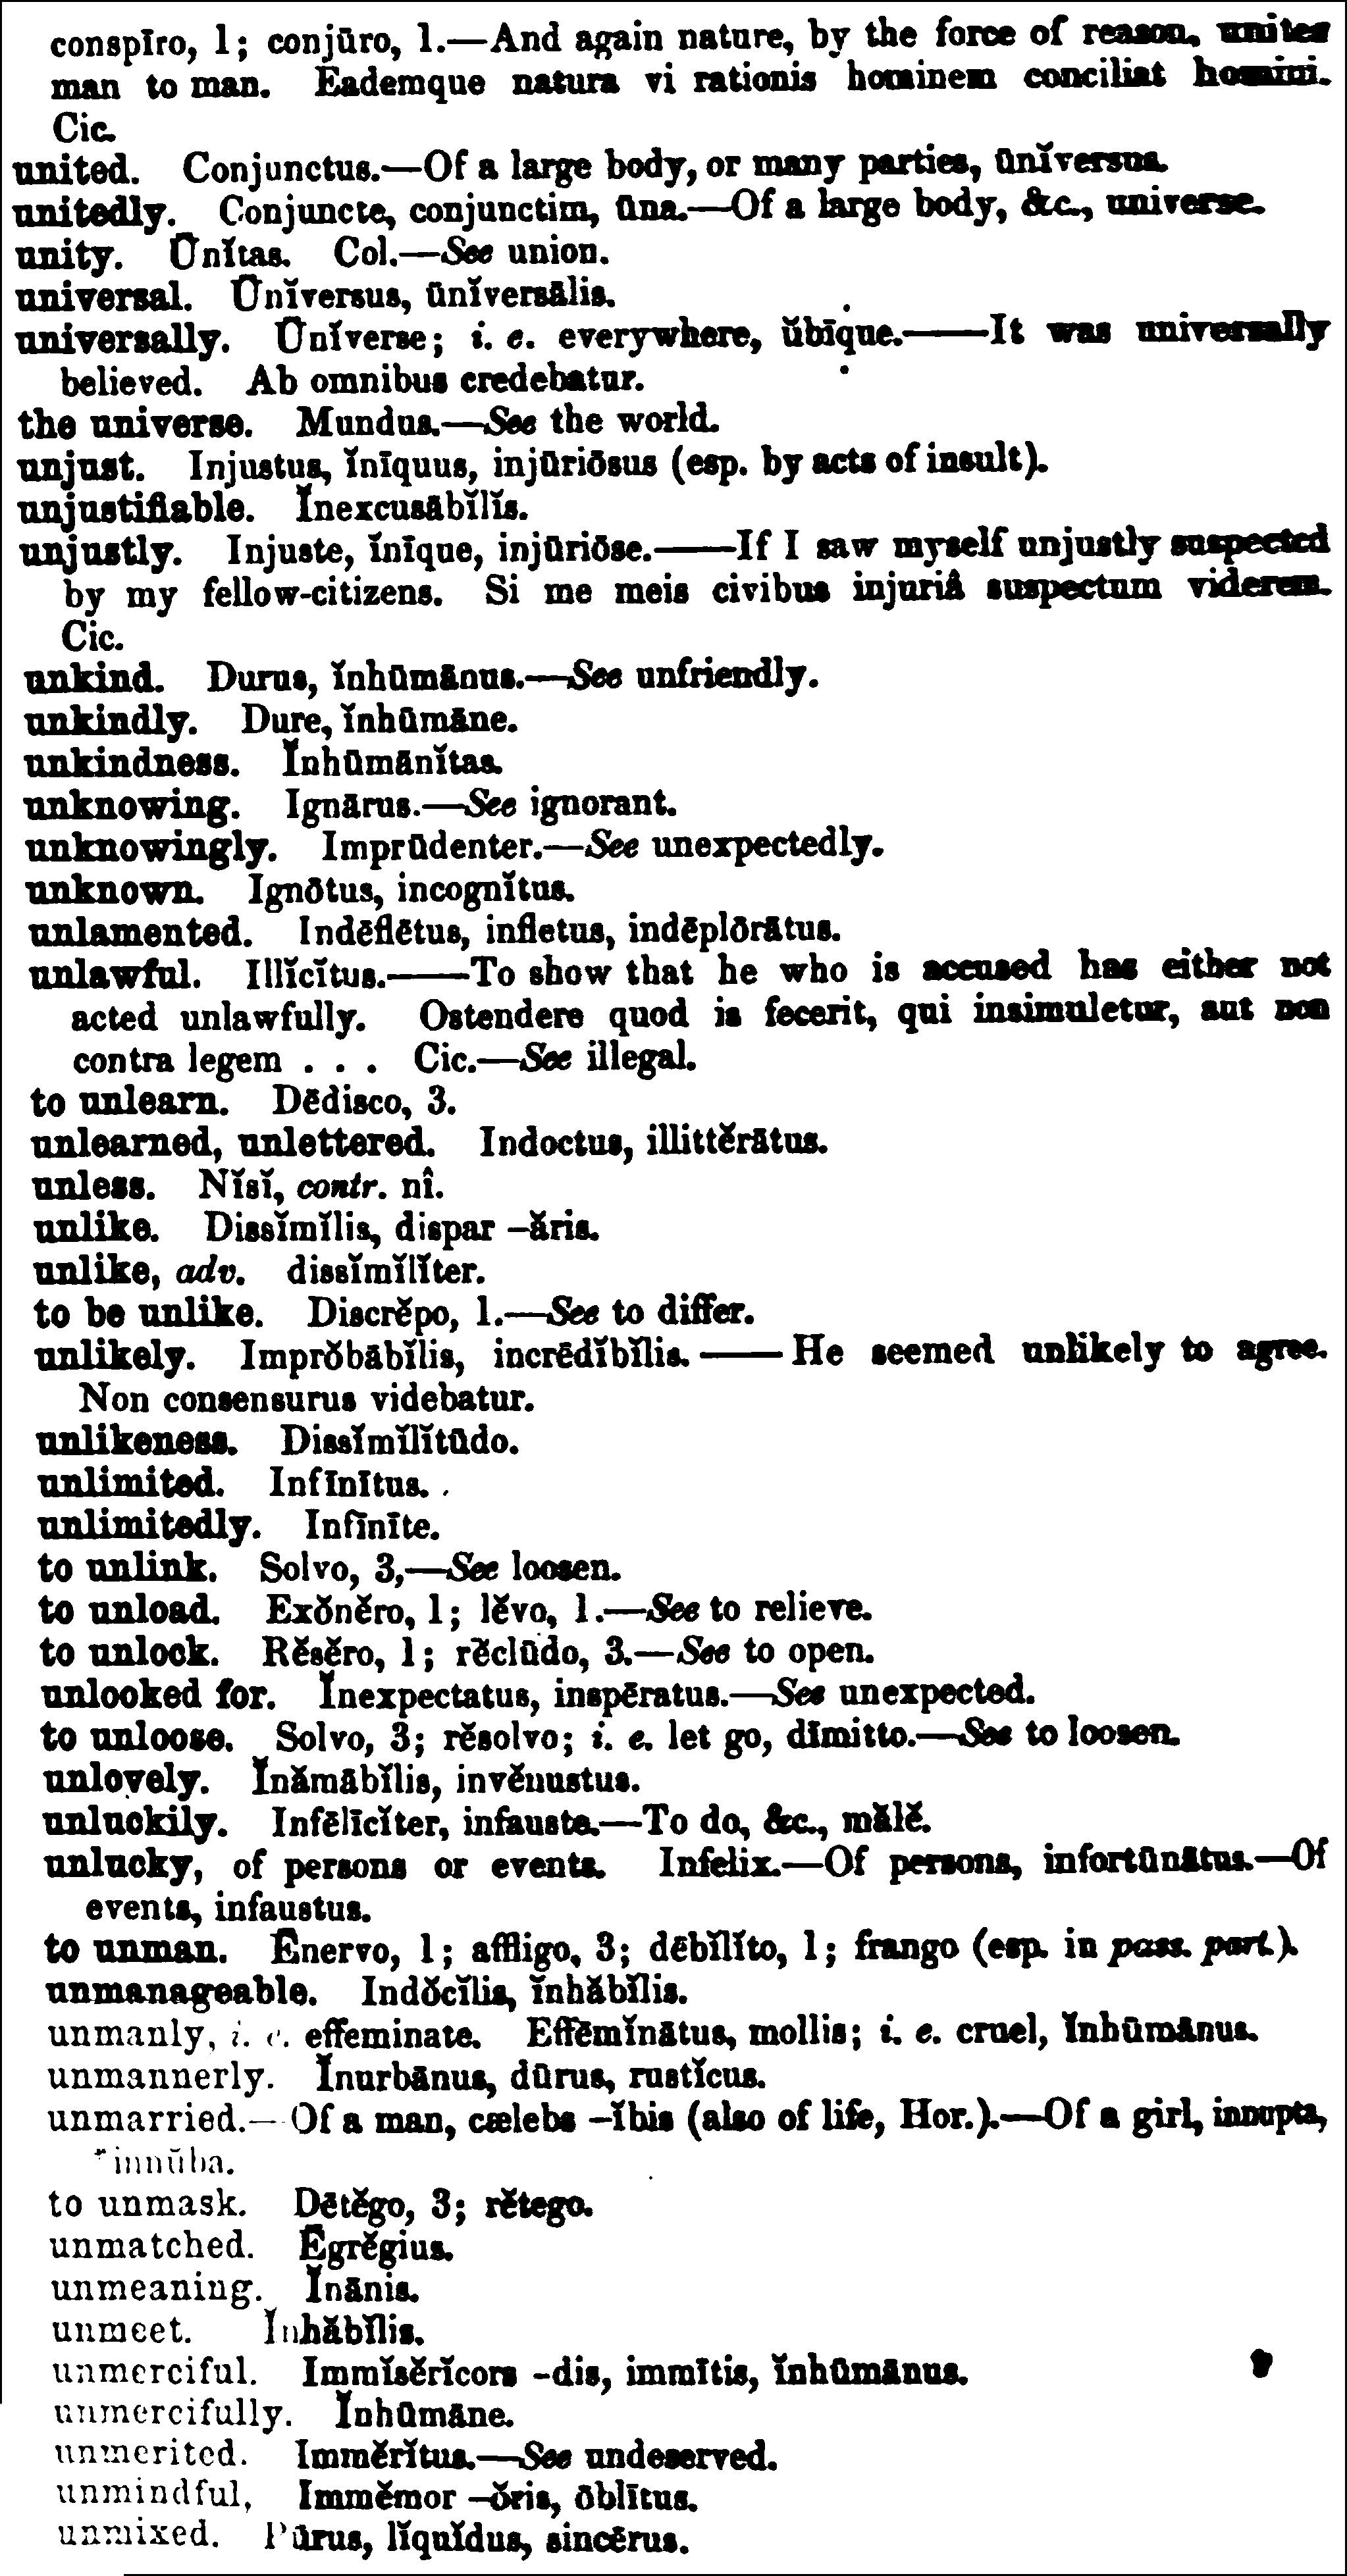 conspīro, 1; conjūro, 1.—And again nature, by the force of reason, unites
man to man. Eademque natura vi rationis hominem conciliat homini.
Cic.
united. Conjunctus.—Of a large body, or many parties, ūnĭversus.
unitedly. Conjuncte, conjunctim, ūna.—Of a large body, &c., universe.
unity. Ūnĭtas. Col.—See union.
universal. Ūnĭversus, ūnĭversālis.
universally. Ūnĭverse; i. e. everywhere, ŭbīque.——It was universally
believed. Ab omnibus credebatur.
the universe. Mundus.—See the world.
unjust. Injustus, ĭnīquus, injūriōsus (esp. by acts of insult).
unjustifiable. Ĭnexcusābĭlĭs.
unjustly. Injuste, ĭnīque, injūriōse.——If I saw myself unjustly suspected
by my fellow-citizens. Si me meis civibus injuriâ suspectum viderem.
Cic.
unkind. Durus, ĭnhūmānus.—See unfriendly.
unkindly. Dure, ĭnhūmāne.
unkindness. Ĭnhūmānĭtas.
unknowing. Ignārus.—See ignorant.
unknowingly. Imprūdenter.—See unexpectedly.
unknown. Ignōtus, incognĭtus.
unlamented. Indēflētus, infletus, indēplōrātus.
unlawful. Illĭcĭtus.——To show that he who is accused has either not
acted unlawfully. Ostendere quod is fecerit, qui insimuletur, aut non
contra legem . . . Cic.—See illegal.
to unlearn. Dēdisco, 3.
unlearned, unlettered. Indoctus, illittĕrātus.
unless. Nĭsĭ, contr. nî.
unlike. Dissĭmĭlis, dispar –ăris.
unlike, adv. dissĭmĭlĭter.
to be unlike. Discrĕpo, 1.—See to differ.
unlikely. Imprŏbābĭlis, incrēdĭbĭlis.——He seemed unlikely to agree.
Non consensurus videbatur.
unlikeness. Dissĭmĭlĭtūdo.
unlimited. Infīnītus.
unlimitedly. Infīnīte.
to unlink. Solvo, 3,—See loosen.
to unload. Exŏnĕro, 1; lĕvo, 1.—See to relieve.
to unlock. Rĕsĕro, 1; rĕclūdo, 3.—See to open.
unlooked for. Ĭnexpectatus, inspēratus.—See unexpected.
to unloose. Solvo, 3; rĕsolvo; i. e. let go, dīmitto.—See to loosen.
unlovely. Ĭnămābĭlis, invĕnustus.
unluckily. Infēlīcĭter, infauste.—To do, &c., mălĕ.
unlucky, of persons or events. Infelix.—Of persons, infortūnātus.—Of
events, infaustus.
to unman. Enervo, 1; affligo, 3; dēbĭlĭto, 1; frango (esp. in pass. part.).
unmanageable. Indŏcĭlis, ĭnhăbĭlis.
unmanly, i. e. effeminate. Effēmĭnātus, mollis; i. e. cruel, ĭnhūmānus.
unmannerly. Ĭnurbānus, dūrus, rustĭcus.
unmarried.—Of a man, cælebs –ĭbis (also of life, Hor.).—Of a girl, innupta,
*innŭba.
to unmask. Dētĕgo, 3; rĕtego.
unmatched. Ēgrĕgius.
unmeaning. Ĭnānis.
unmeet. Ĭnhăbĭlis.
unmerciful. Immĭsĕrĭcors –dis, immītis, ĭnhūmānus.
unmercifully. Ĭnhūmāne.
unmerited. Immĕrĭtus.—See undeserved.
unmindful, Immĕmor –ŏris, ōblītus.
unmixed. Pūrus, lĭquĭdus, sincērus.